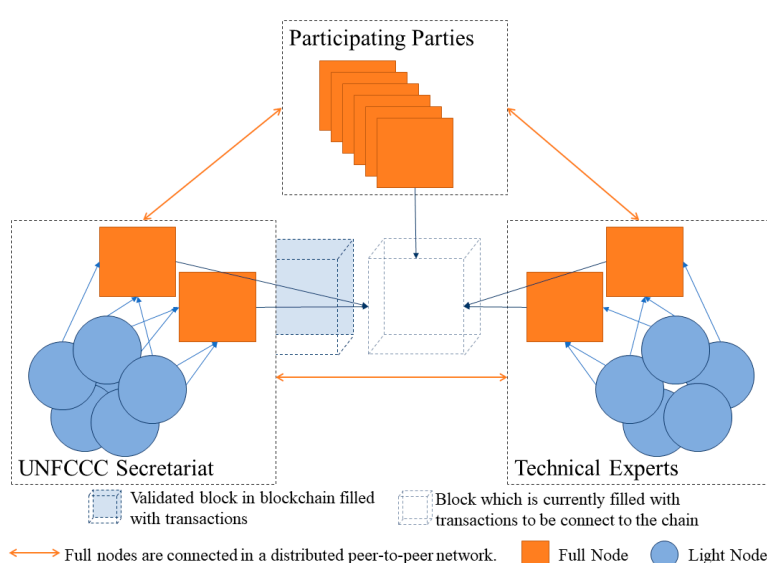 Participating Parties
UNFCCC Secretariat
Technical Experts
Validated block in blockchain filled
with transactions
Block which is currently filled with
transactions to be connect to the chain
Full nodes are connected in a distributed peer-to-peer network.
Full Node
Light Node